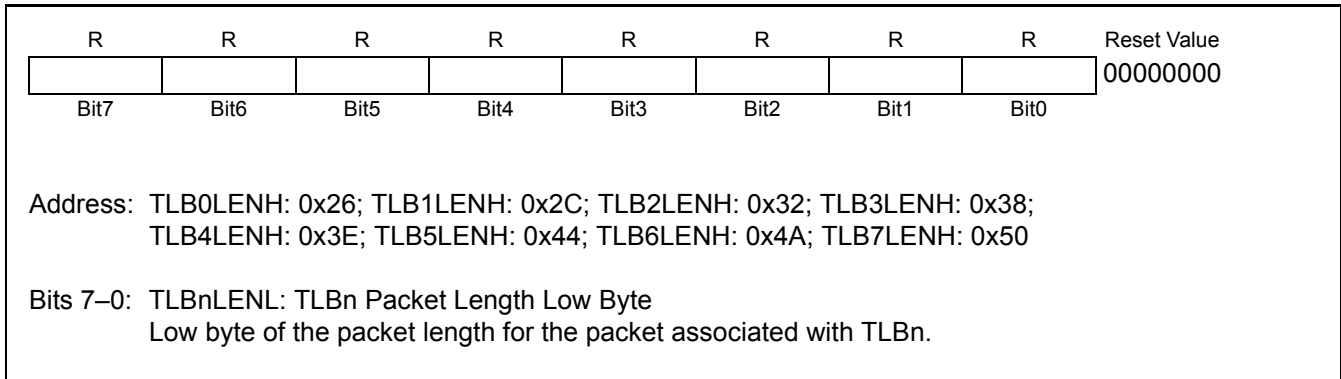 R R R R R R R R Reset Value
00000000
Bit7 Bit6 Bit5 Bit4 Bit3 Bit2 Bit1 Bit0
Address: TLB0LENH: 0x26; TLB1LENH: 0x2C; TLB2LENH: 0x32; TLB3LENH: 0x38;
TLB4LENH: 0x3E; TLB5LENH: 0x44; TLB6LENH: 0x4A; TLB7LENH: 0x50
Bits 7–0: TLBnLENL: TLBn Packet Length Low Byte
Low byte of the packet length for the packet associated with TLBn.